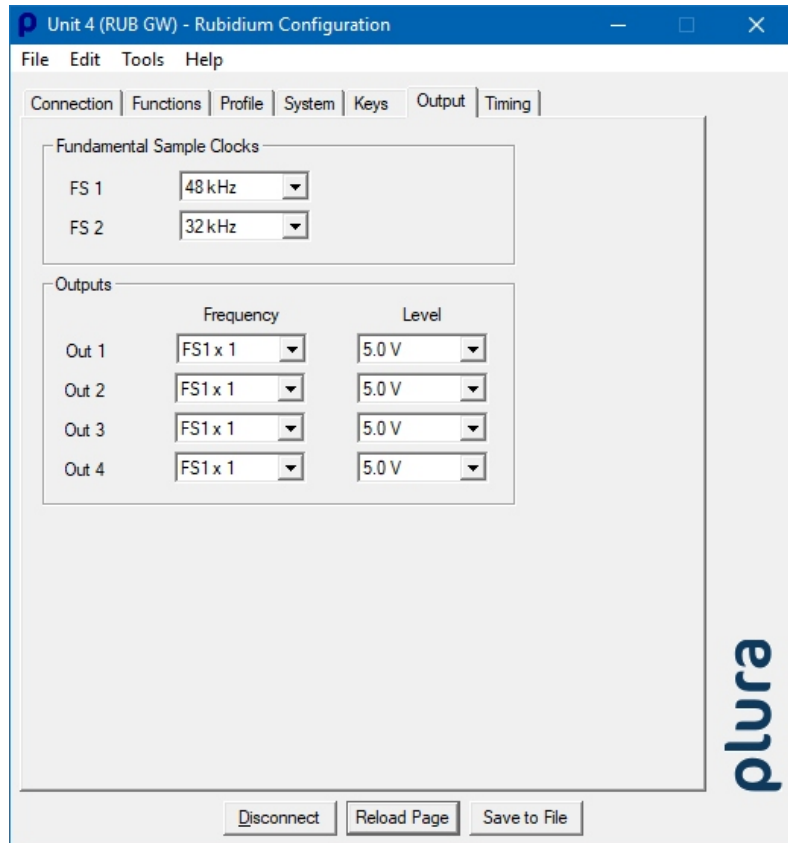 Unit 4 (RUB GW) - Rubidium Configuration
File Edit Tools Help
Connection Functions Profile System Keys Output Timing
Fundamental Sample Clocks
FS 1 48 kHz
FS 2 32 kHz
Outputs
Frequency Level
Out 1 FS1 x 1 5.0 V
Out 2 FS1 x 1 5.0 V
Out 3 FS1 x 1 5.0 V
Out 4 FS1 x 1 5.0 V
plura
Disconnect Reload Page Save to File